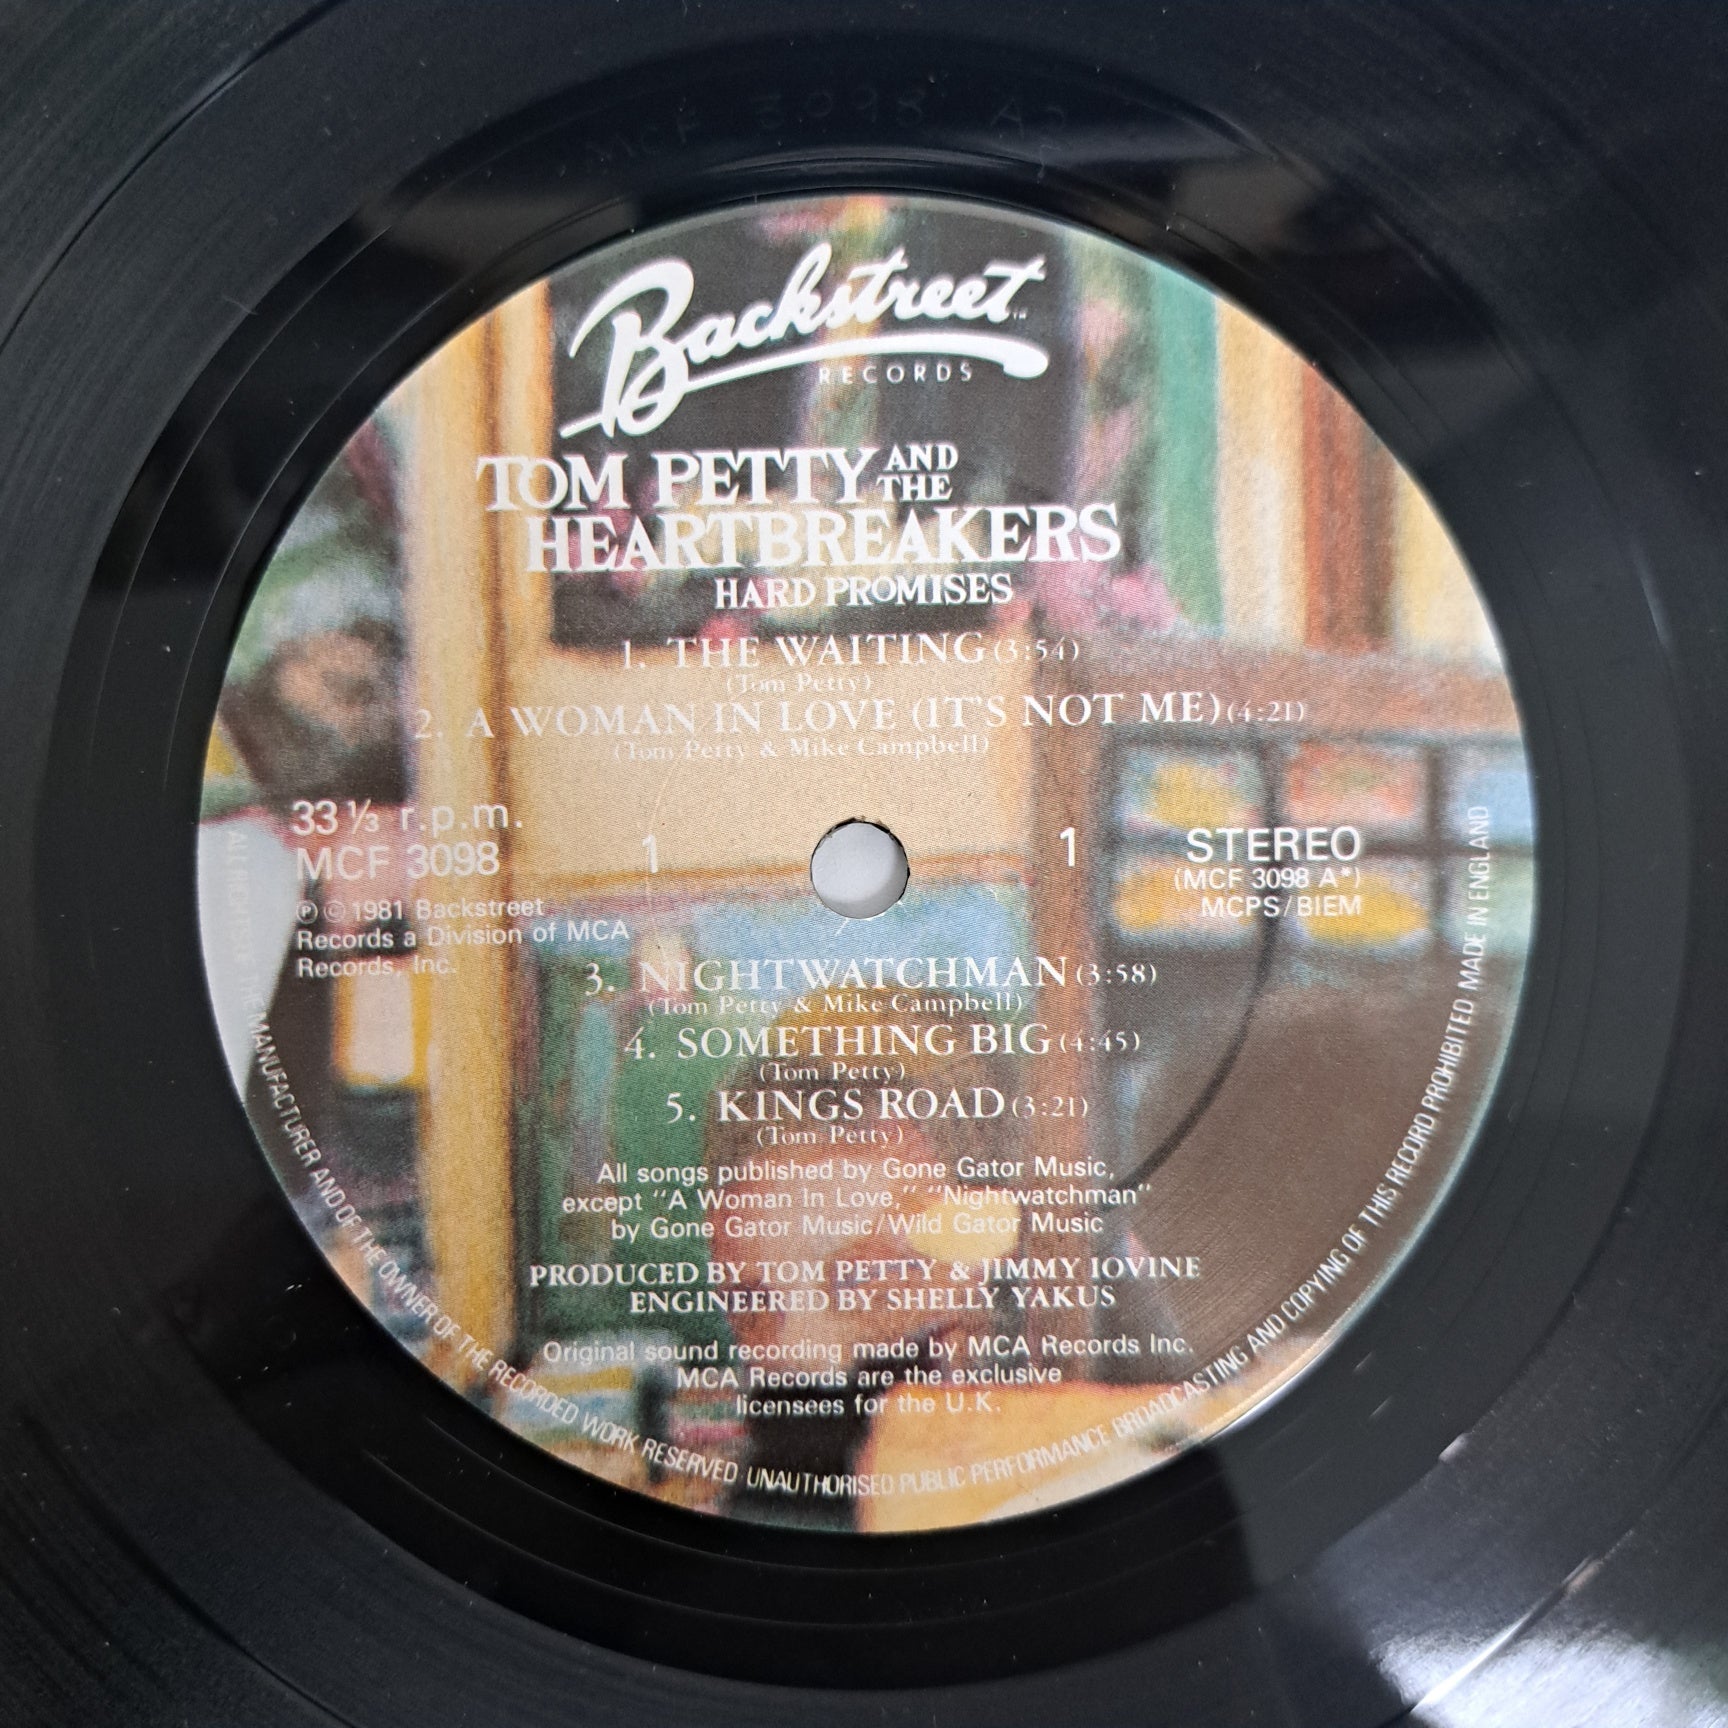 MCF 3098 A2
Backstreet
RECORDS
TOM PETTY AND THE
HEARTBREAKERS
HARD PROMISES
1. THE WAITING (3:54)
(Tom Petty)
2. A WOMAN IN LOVE (IT'S NOT ME) (4:21)
(Tom Petty & Mike Campbell)
33⅓ r.p.m.
MCF 3098
1
1
STEREO
(MCF 3098 A*)
MCPS/BIEM
Ⓟ © 1981 Backstreet
Records a Division of MCA
Records, Inc.
3. NIGHTWATCHMAN (3:58)
(Tom Petty & Mike Campbell)
4. SOMETHING BIG (4:45)
(Tom Petty)
5. KINGS ROAD (3:21)
(Tom Petty)
All songs published by Gone Gator Music,
except "A Woman In Love," "Nightwatchman"
by Gone Gator Music/Wild Gator Music
PRODUCED BY TOM PETTY & JIMMY IOVINE
ENGINEERED BY SHELLY YAKUS
Original sound recording made by MCA Records Inc.
MCA Records are the exclusive
licensees for the U.K.
ALL RIGHTS OF THE MANUFACTURER AND OF THE OWNER OF THE RECORDED WORK RESERVED UNAUTHORISED PUBLIC PERFORMANCE BROADCASTING AND COPYING OF THIS RECORD PROHIBITED MADE IN ENGLAND